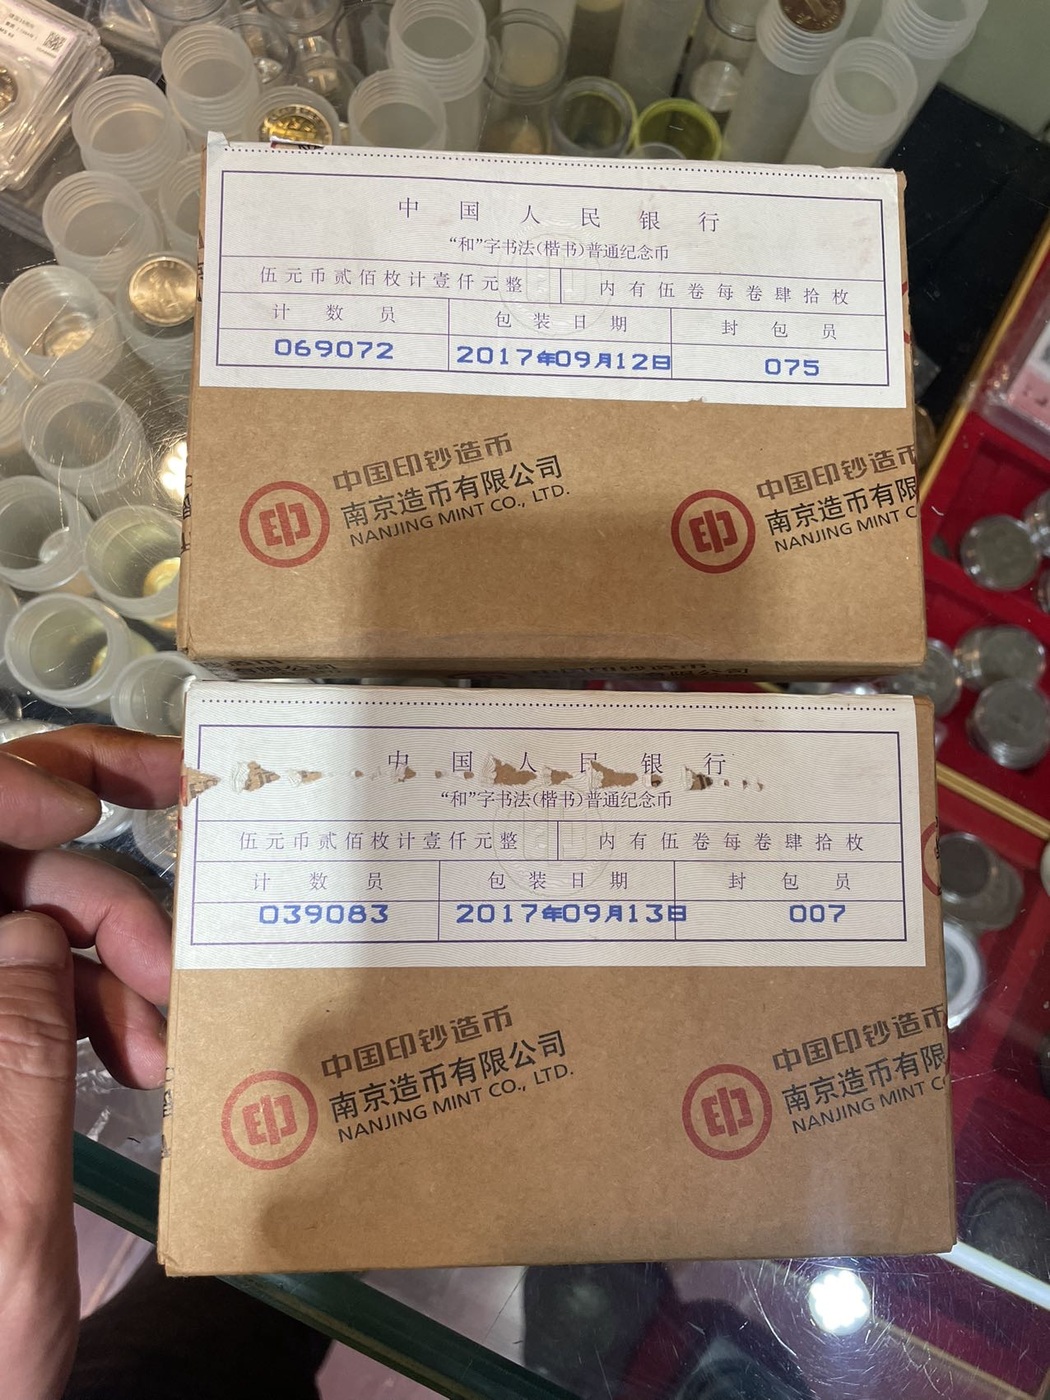 中国人民银行
“和”字书法(楷书)普通纪念币
伍元币贰佰枚计壹仟元整 内有伍卷每卷肆拾枚
计数员 包装日期 封包员
069072 2017年09月12日 075
中国印钞造币
南京造币有限公司
NANJING MINT CO., LTD.
中国印钞造币
南京造币有限
NANJING MINT C
中国人民银行
“和”字书法(楷书)普通纪念币
伍元币贰佰枚计壹仟元整 内有伍卷每卷肆拾枚
计数员 包装日期 封包员
039083 2017年09月13日 007
中国印钞造币
南京造币有限公司
NANJING MINT CO., LTD.
中国印钞造币
南京造币有限
NANJING MINT C